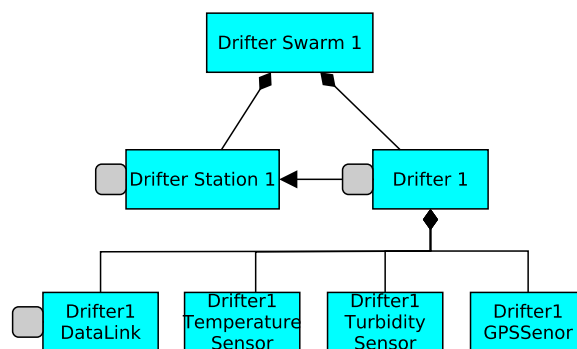 Drifter Swarm 1
Drifter Station 1
Drifter 1
Drifter1
DataLink
Drifter1
Temperature
Sensor
Drifter1
Turbidity
Sensor
Drifter1
GPSSenor